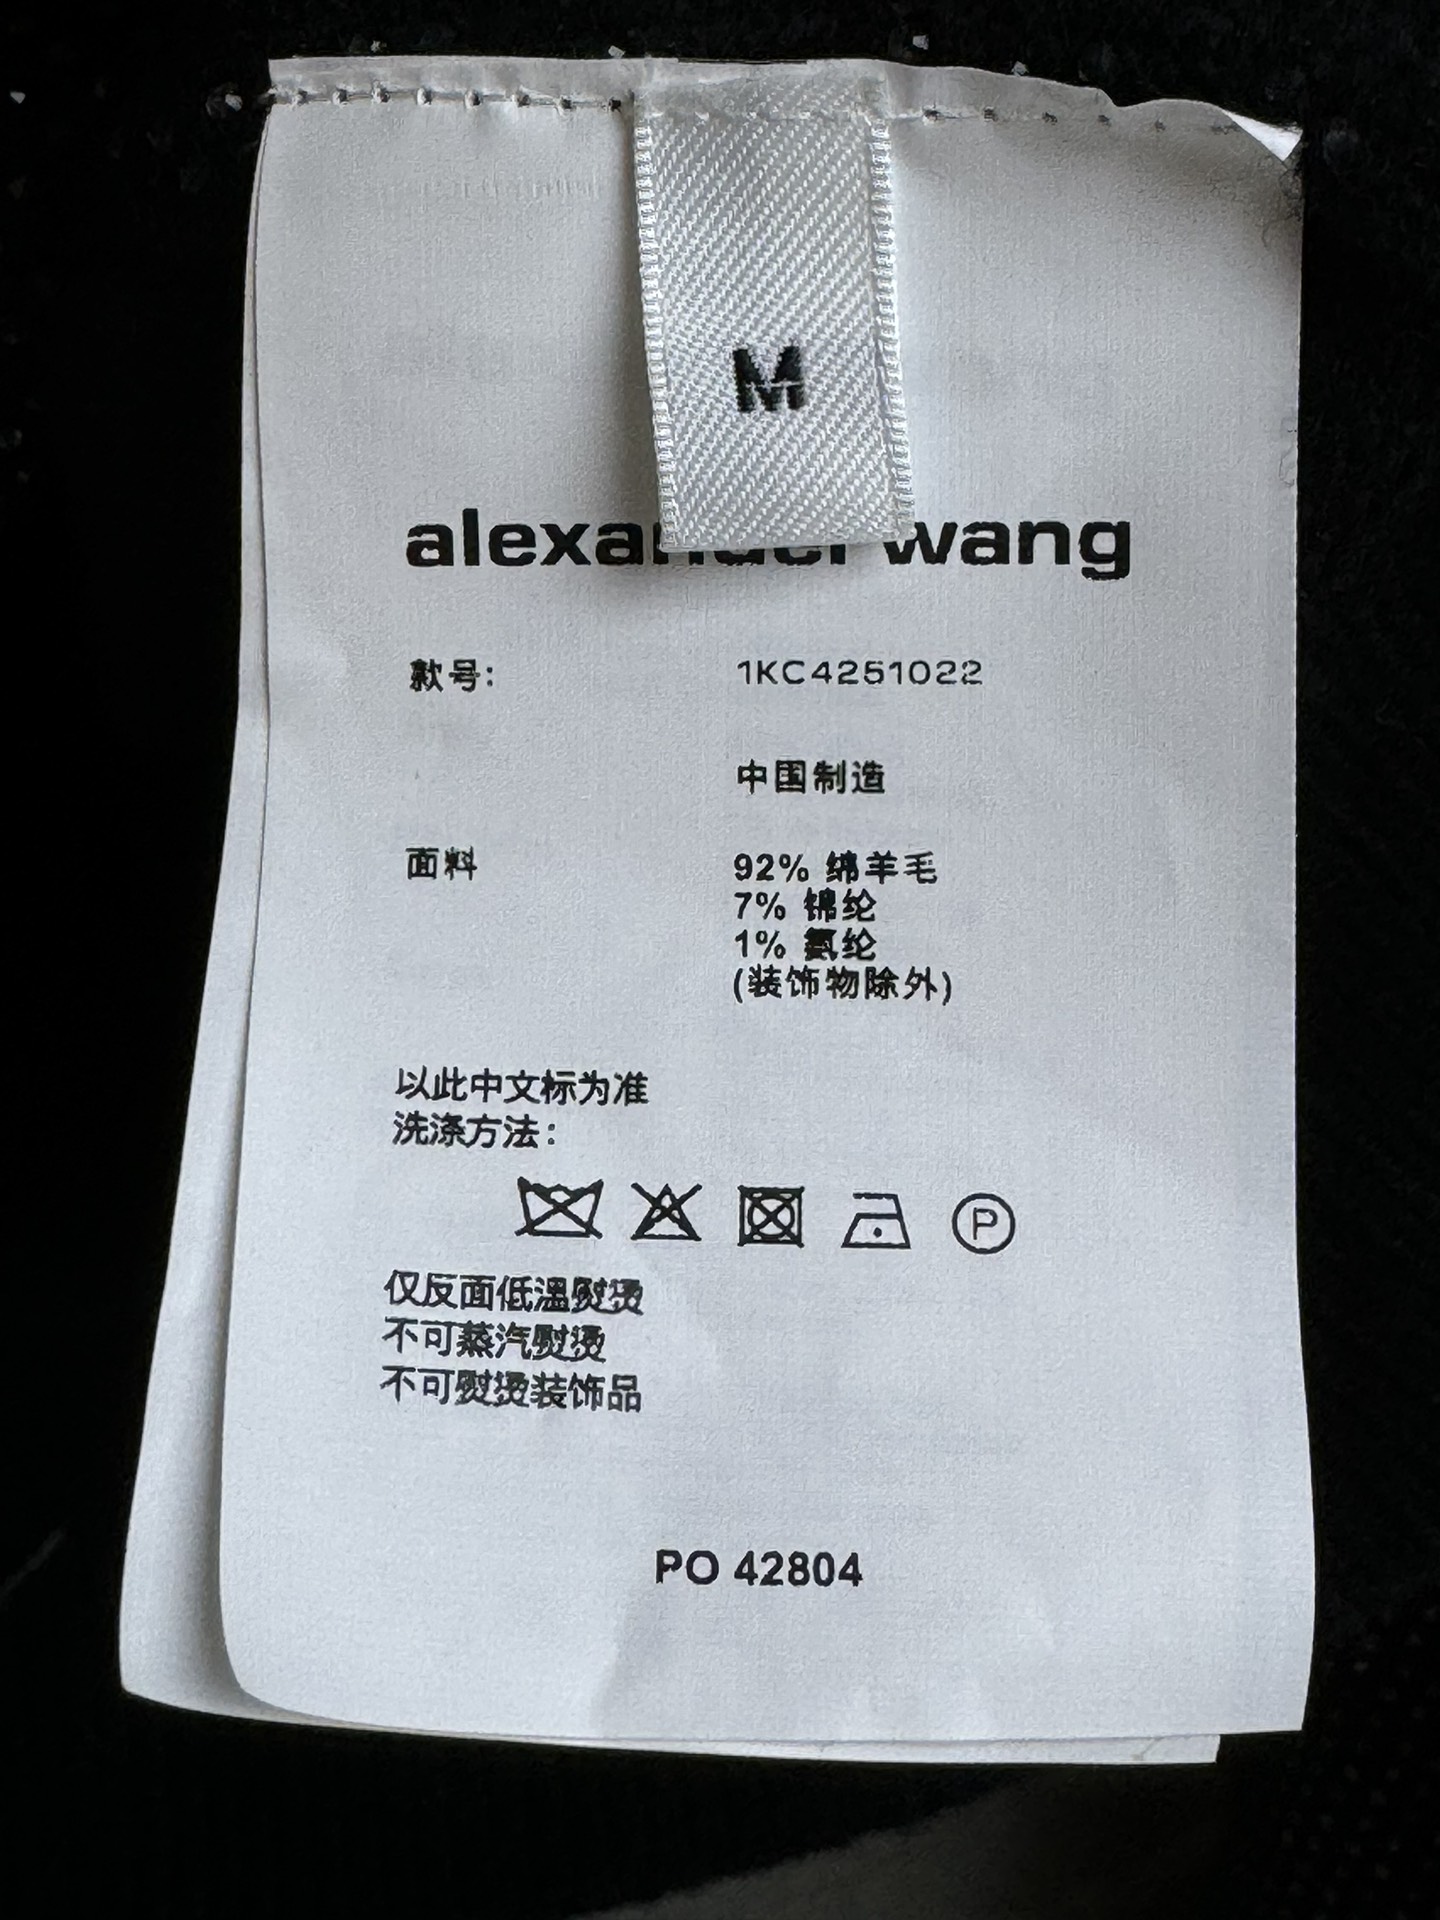 M
alexander wang
款号: 1KC4251022
中国制造
面料 92% 绵羊毛
7% 锦纶
1% 氨纶
(装饰物除外)
以此中文标为准
洗涤方法:
P
仅反面低温熨烫
不可蒸汽熨烫
不可熨烫装饰品
PO 42804